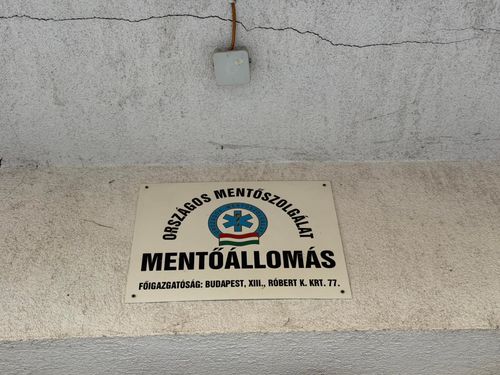 ORSZÁGOS MENTŐSZOLGÁLAT
MENTŐÁLLOMÁS
FŐIGAZGATÓSÁG: BUDAPEST, XIII., RÓBERT K. KRT. 77.